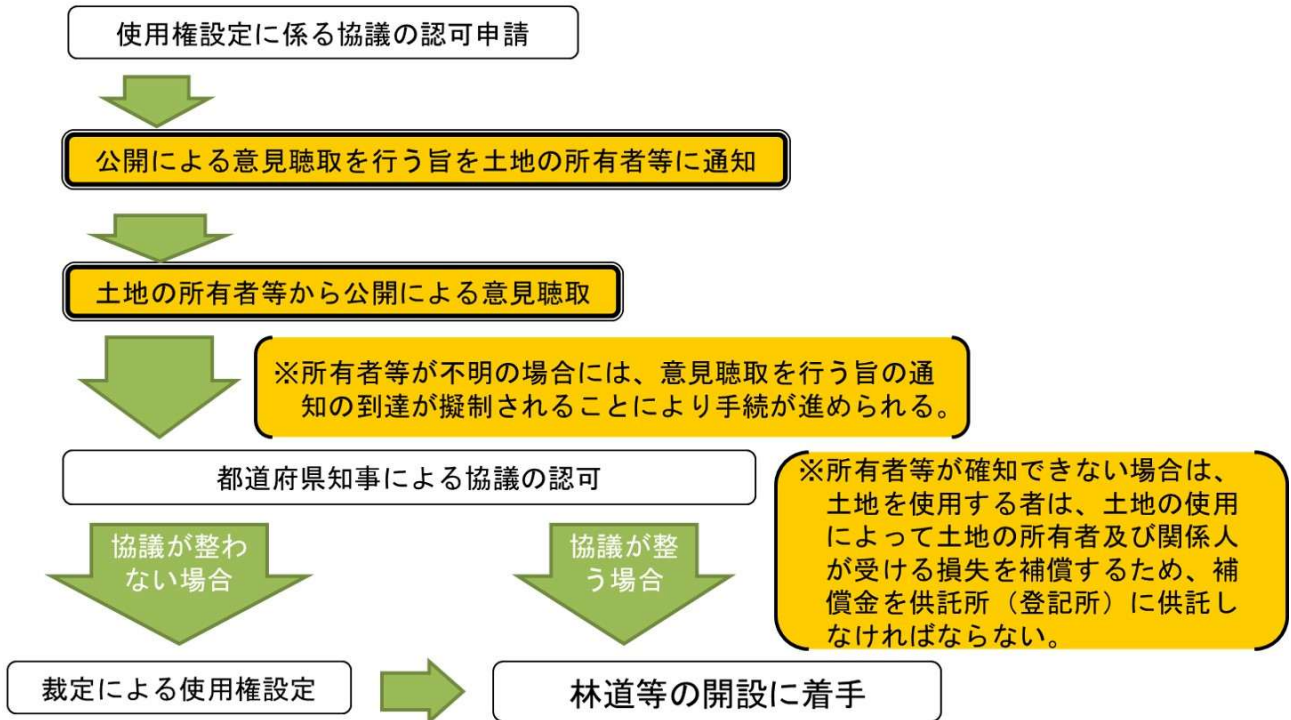 使用権設定に係る協議の認可申請
公開による意見聴取を行う旨を土地の所有者等に通知
土地の所有者等から公開による意見聴取
※所有者等が不明の場合には、意見聴取を行う旨の通
知の到達が擬制されることにより手続が進められる。
都道府県知事による協議の認可
※所有者等が確知できない場合は、
土地を使用する者は、土地の使用
によって土地の所有者及び関係人
が受ける損失を補償するため、補
償金を供託所（登記所）に供託し
なければならない。
協議が整わ
ない場合
協議が整
う場合
裁定による使用権設定
林道等の開設に着手